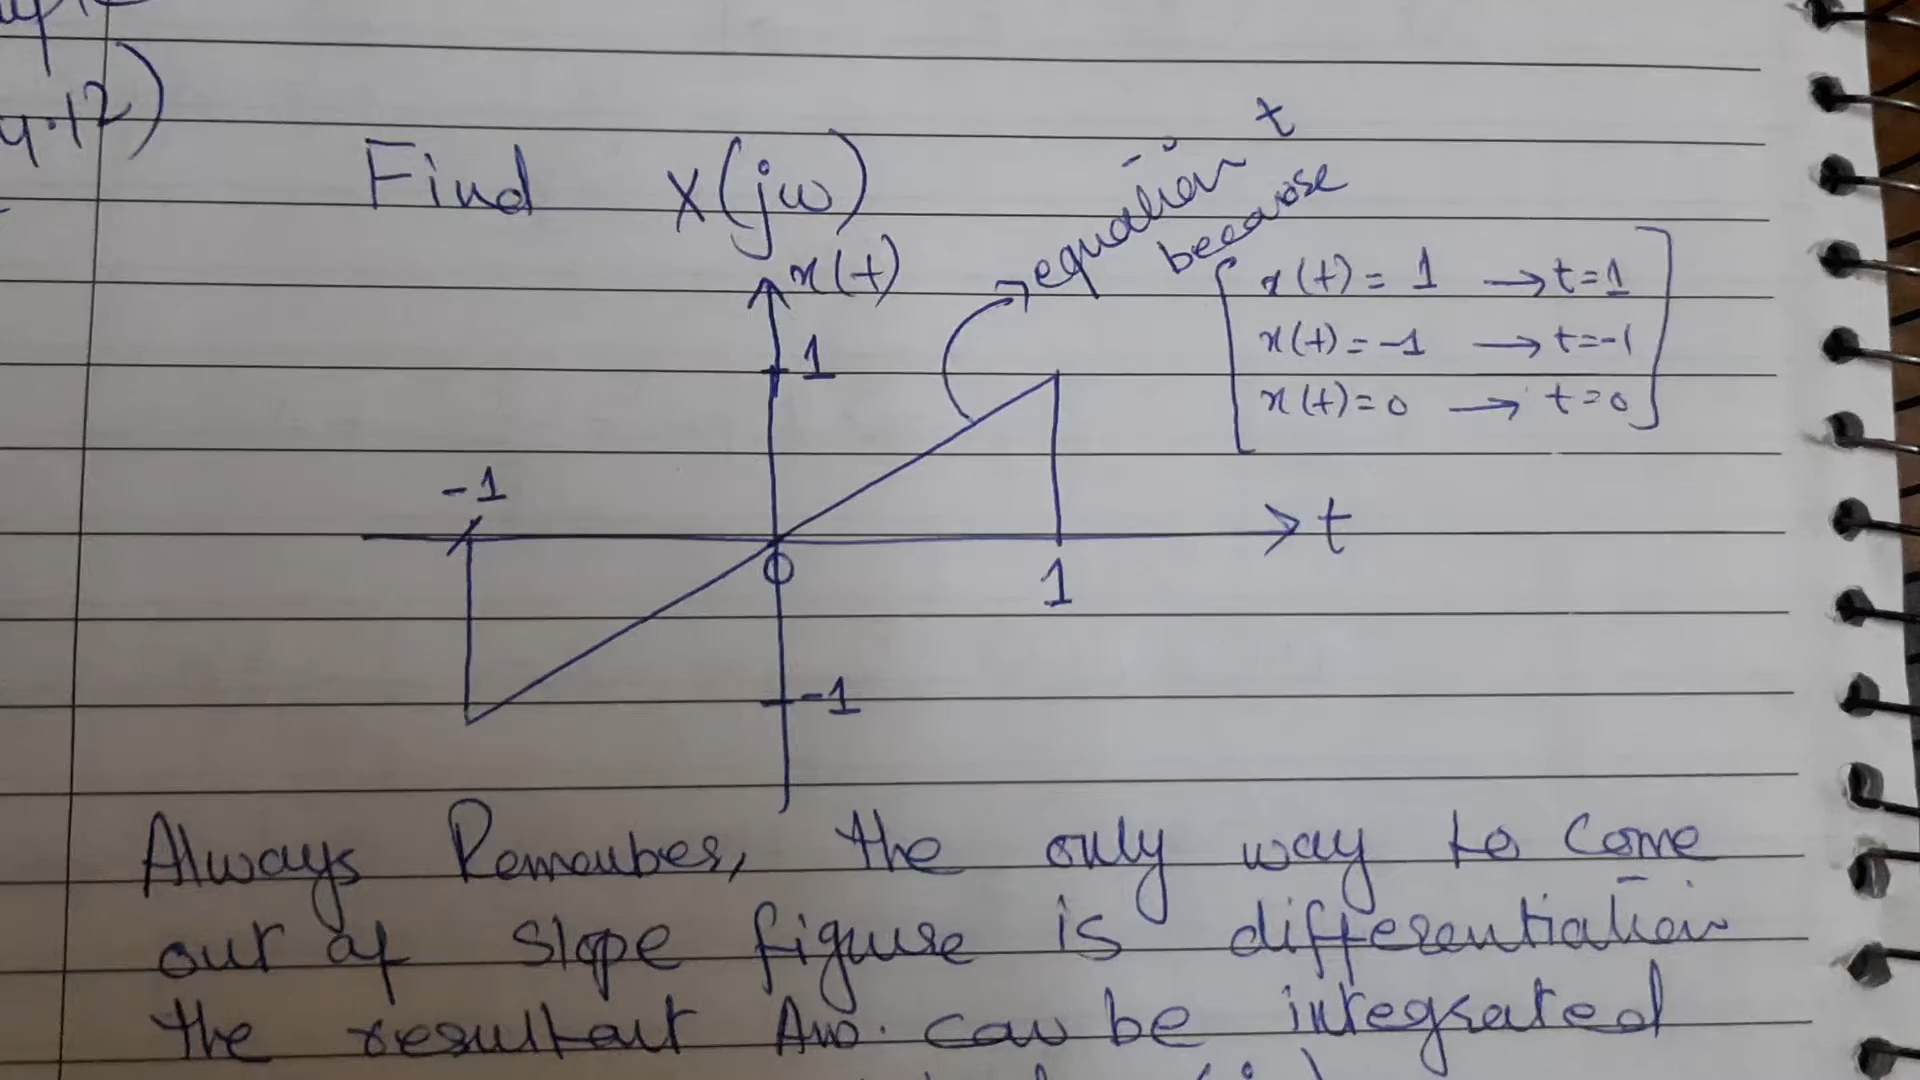 4.12)
Find X(jω)
t
equation
because
x(t)
x(t) = 1 → t=1
x(t) = -1 → t=-1
x(t) = 0 → t=0
1
-1
t
0
1
-1
Always Remember, the only way to come
out of slope figure is differentiation
the resultant Ans. can be integrated